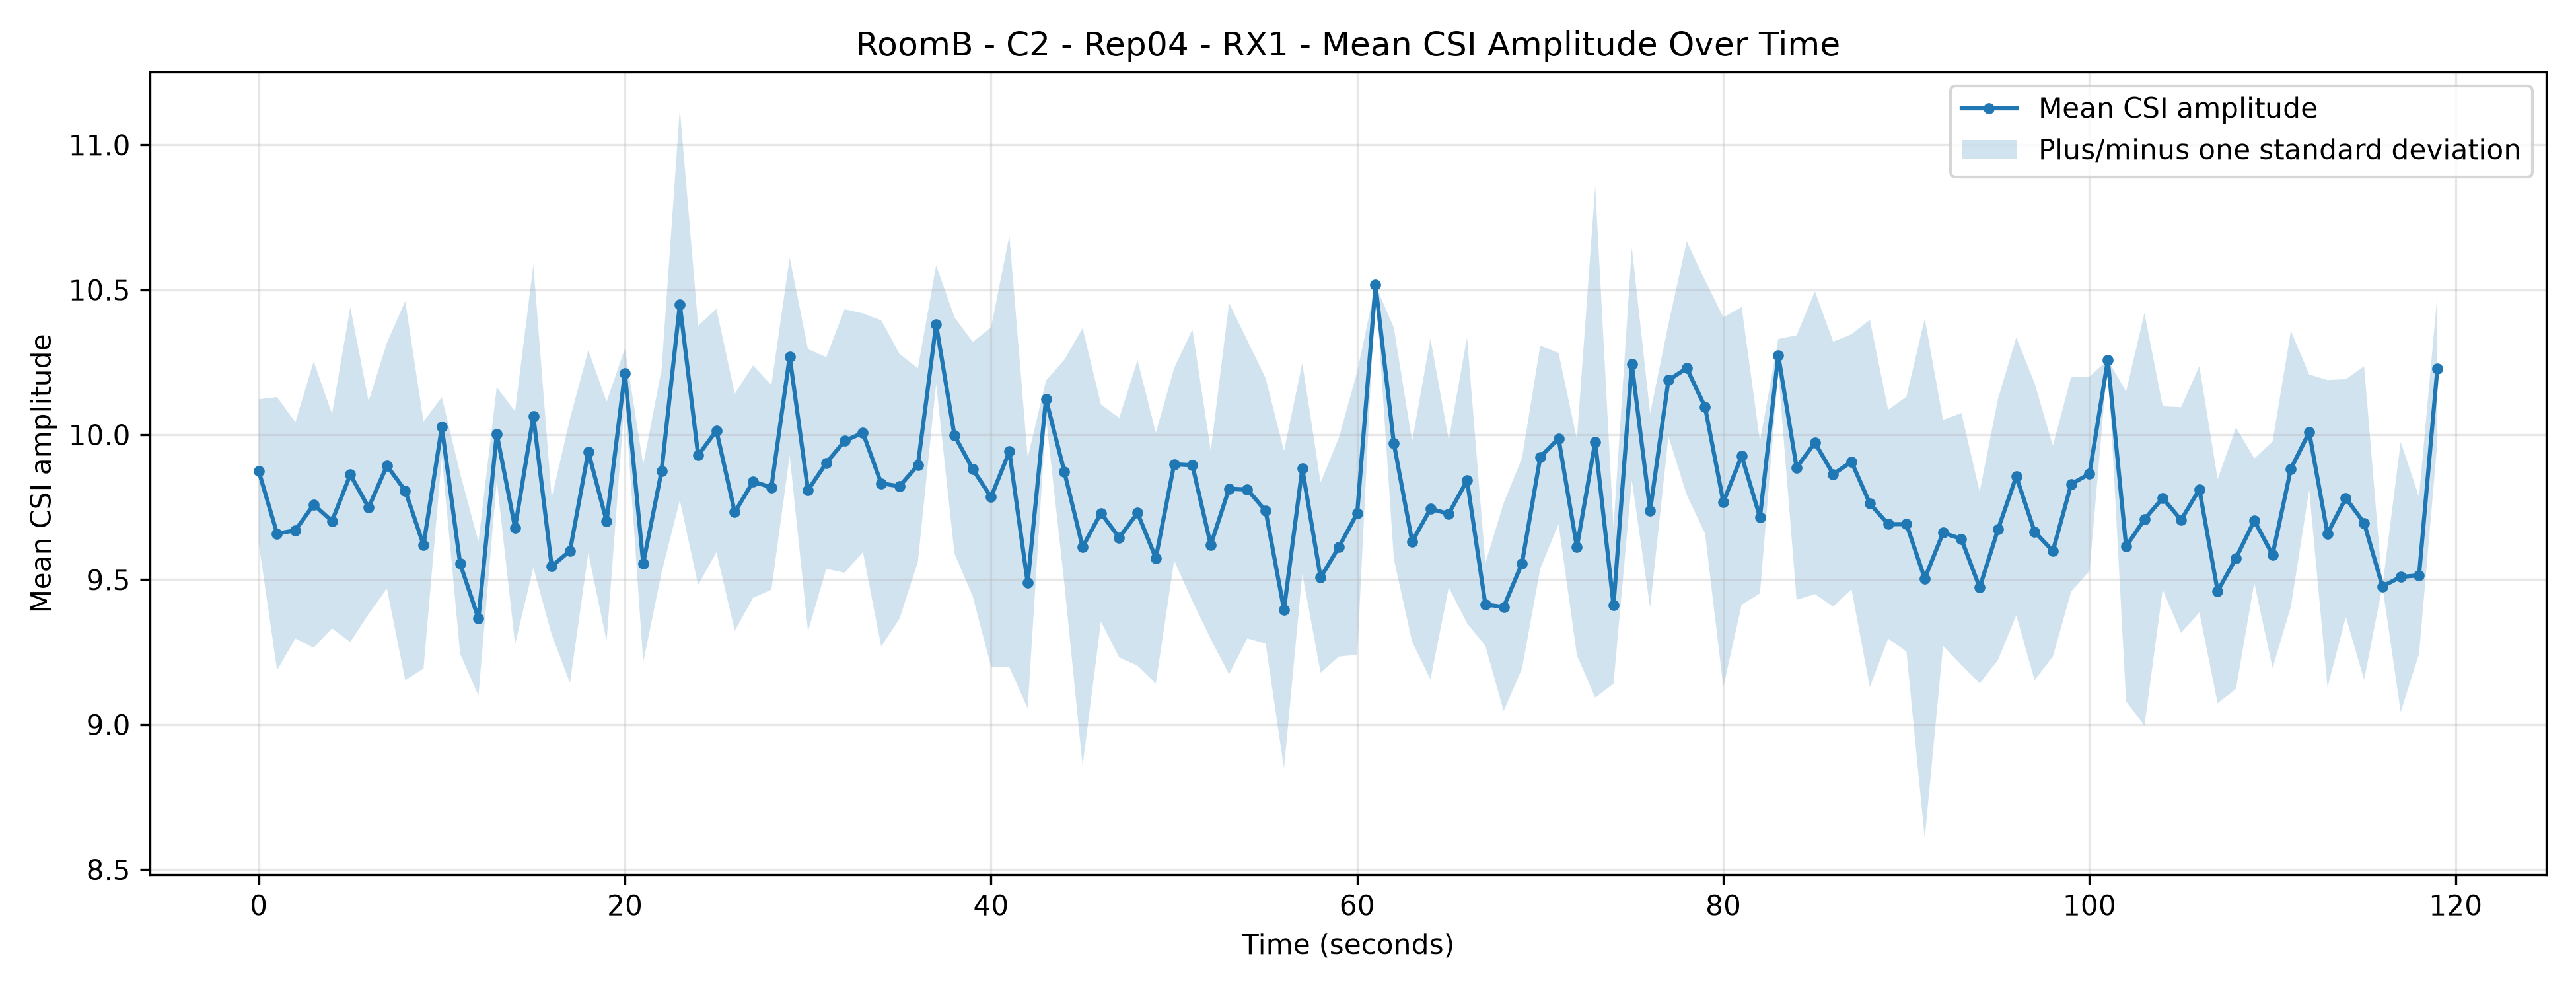 RoomB - C2 - Rep04 - RX1 - Mean CSI Amplitude Over Time
Mean CSI amplitude
Plus/minus one standard deviation
Mean CSI amplitude
11.0
10.5
10.0
9.5
9.0
8.5
0 20 40 60 80 100 120
Time (seconds)